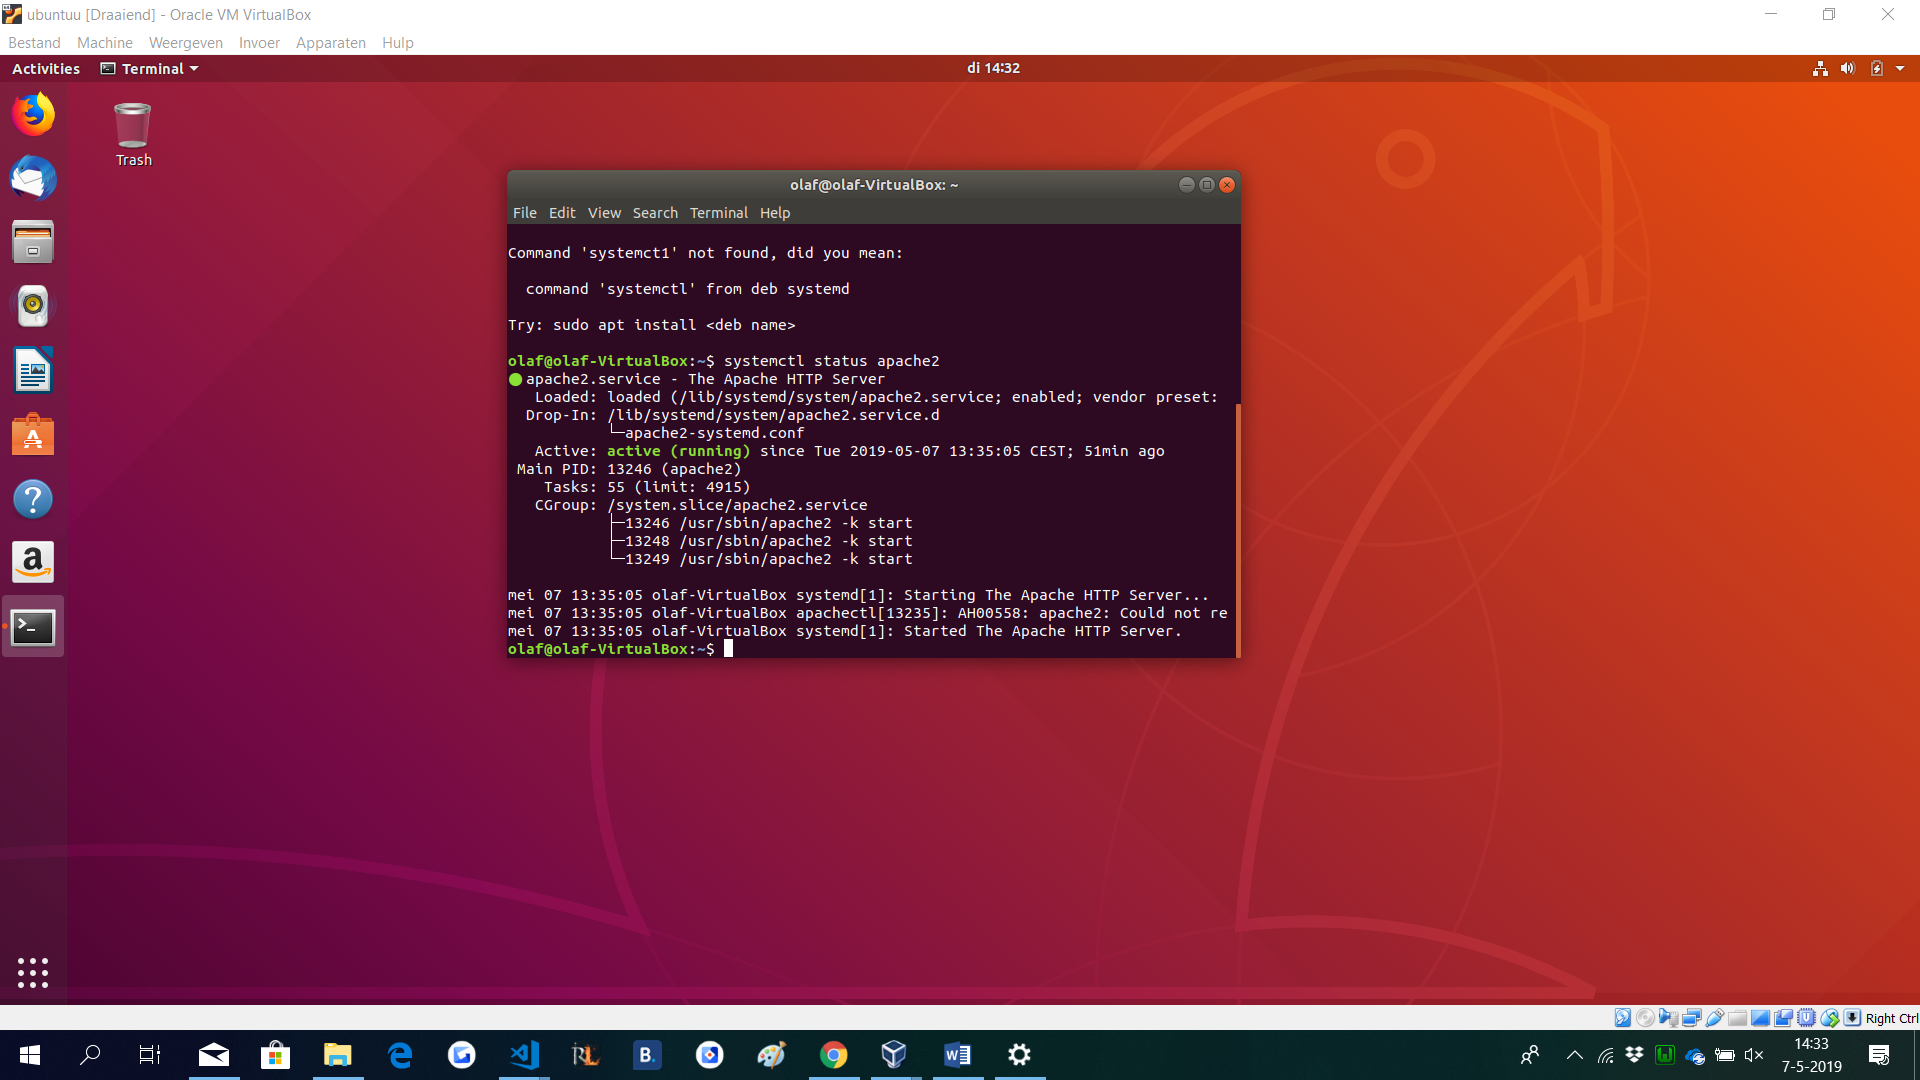 ubuntuu [Draaiend] - Oracle VM VirtualBox
Bestand Machine Weergeven Invoer Apparaten Hulp
Activities Terminal di 14:32
Trash
olaf@olaf-VirtualBox: ~
File Edit View Search Terminal Help
Command 'systemct1' not found, did you mean:
command 'systemctl' from deb systemd
Try: sudo apt install <deb name>
olaf@olaf-VirtualBox:~$ systemctl status apache2
apache2.service - The Apache HTTP Server
Loaded: loaded (/lib/systemd/system/apache2.service; enabled; vendor preset:
Drop-In: /lib/systemd/system/apache2.service.d
└─apache2-systemd.conf
Active: active (running) since Tue 2019-05-07 13:35:05 CEST; 51min ago
Main PID: 13246 (apache2)
Tasks: 55 (limit: 4915)
CGroup: /system.slice/apache2.service
├─13246 /usr/sbin/apache2 -k start
├─13248 /usr/sbin/apache2 -k start
└─13249 /usr/sbin/apache2 -k start
mei 07 13:35:05 olaf-VirtualBox systemd[1]: Starting The Apache HTTP Server...
mei 07 13:35:05 olaf-VirtualBox apachectl[13235]: AH00558: apache2: Could not re
mei 07 13:35:05 olaf-VirtualBox systemd[1]: Started The Apache HTTP Server.
olaf@olaf-VirtualBox:~$
Right Ctrl
14:33
7-5-2019